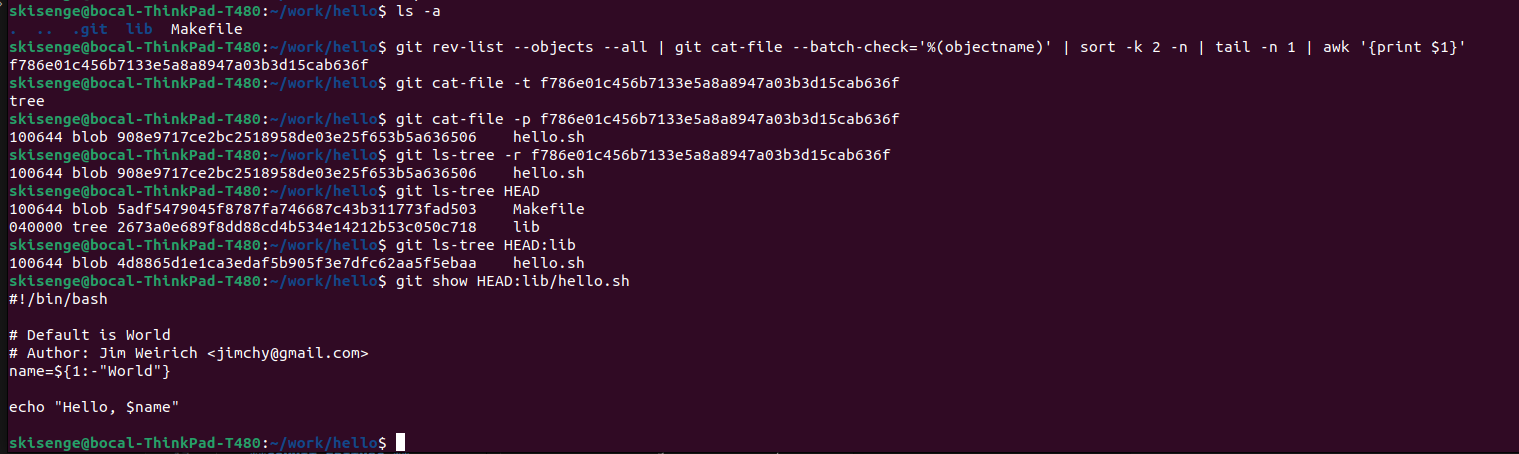 skisenge@bocal-ThinkPad-T480:~/work/hello$ ls -a
.  ..  .git  lib  Makefile
skisenge@bocal-ThinkPad-T480:~/work/hello$ git rev-list --objects --all | git cat-file --batch-check='%(objectname)' | sort -k 2 -n | tail -n 1 | awk '{print $1}'
f786e01c456b7133e5a8a8947a03b3d15cab636f
skisenge@bocal-ThinkPad-T480:~/work/hello$ git cat-file -t f786e01c456b7133e5a8a8947a03b3d15cab636f
tree
skisenge@bocal-ThinkPad-T480:~/work/hello$ git cat-file -p f786e01c456b7133e5a8a8947a03b3d15cab636f
100644 blob 908e9717ce2bc2518958de03e25f653b5a636506    hello.sh
skisenge@bocal-ThinkPad-T480:~/work/hello$ git ls-tree -r f786e01c456b7133e5a8a8947a03b3d15cab636f
100644 blob 908e9717ce2bc2518958de03e25f653b5a636506    hello.sh
skisenge@bocal-ThinkPad-T480:~/work/hello$ git ls-tree HEAD
100644 blob 5adf5479045f8787fa746687c43b311773fad503    Makefile
040000 tree 2673a0e689f8dd88cd4b534e14212b53c050c718    lib
skisenge@bocal-ThinkPad-T480:~/work/hello$ git ls-tree HEAD:lib
100644 blob 4d8865d1e1ca3edaf5b905f3e7dfc62aa5f5ebaa    hello.sh
skisenge@bocal-ThinkPad-T480:~/work/hello$ git show HEAD:lib/hello.sh
#!/bin/bash

# Default is World
# Author: Jim Weirich <jimchy@gmail.com>
name=${1:-"World"}

echo "Hello, $name"

skisenge@bocal-ThinkPad-T480:~/work/hello$